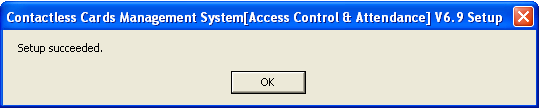 Contactless Cards Management System[Access Control & Attendance] V6.9 Setup
Setup succeeded.
OK